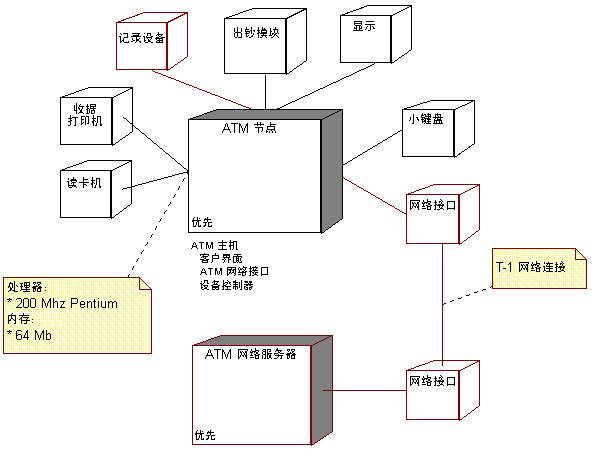 记录设备
出钞模块
显示
收据
打印机
ATM 节点
小键盘
读卡机
网络接口
优先
ATM 主机
客户界面
ATM 网络接口
设备控制器
T-1 网络连接
处理器:
* 200 Mhz Pentium
内存:
* 64 Mb
ATM 网络服务器
网络接口
优先